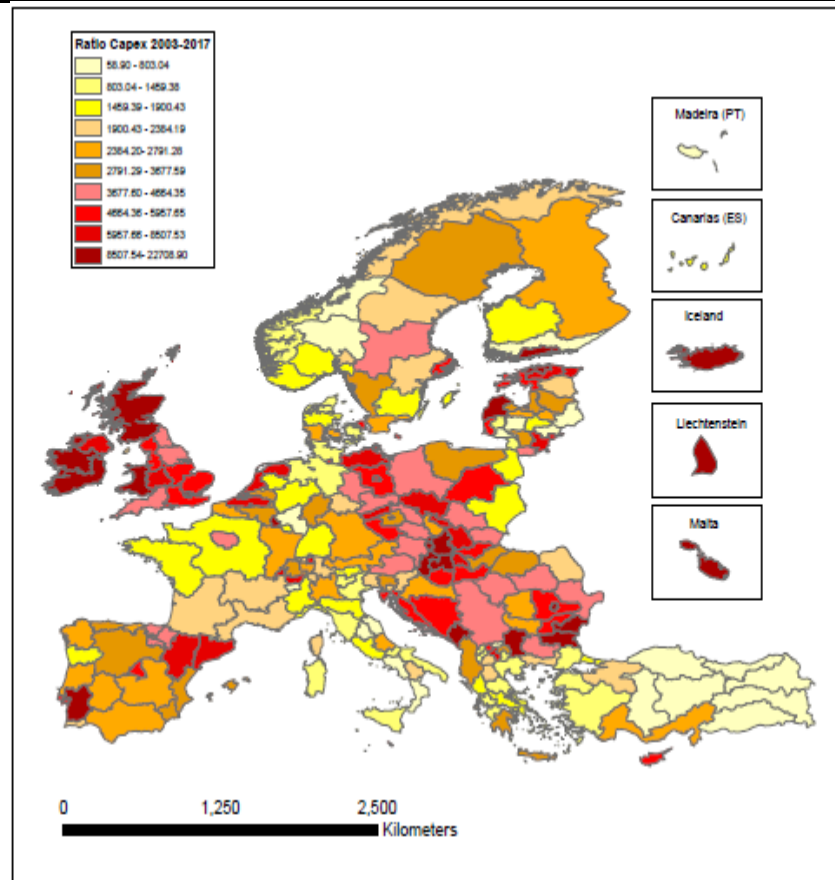 Ratio Capex 2003-2017
58.90 - 803.04
803.04 - 1459.38
1459.39 - 1900.43
1900.43 - 2384.19
2384.20- 2791.28
2791.29 - 3677.59
3677.60 - 4664.35
4664.36 - 5957.65
5957.66 - 8507.53
8507.54- 22708.90
Madeira (PT)
Canarias (ES)
Iceland
Liechtenstein
Malta
0 1,250 2,500
Kilometers